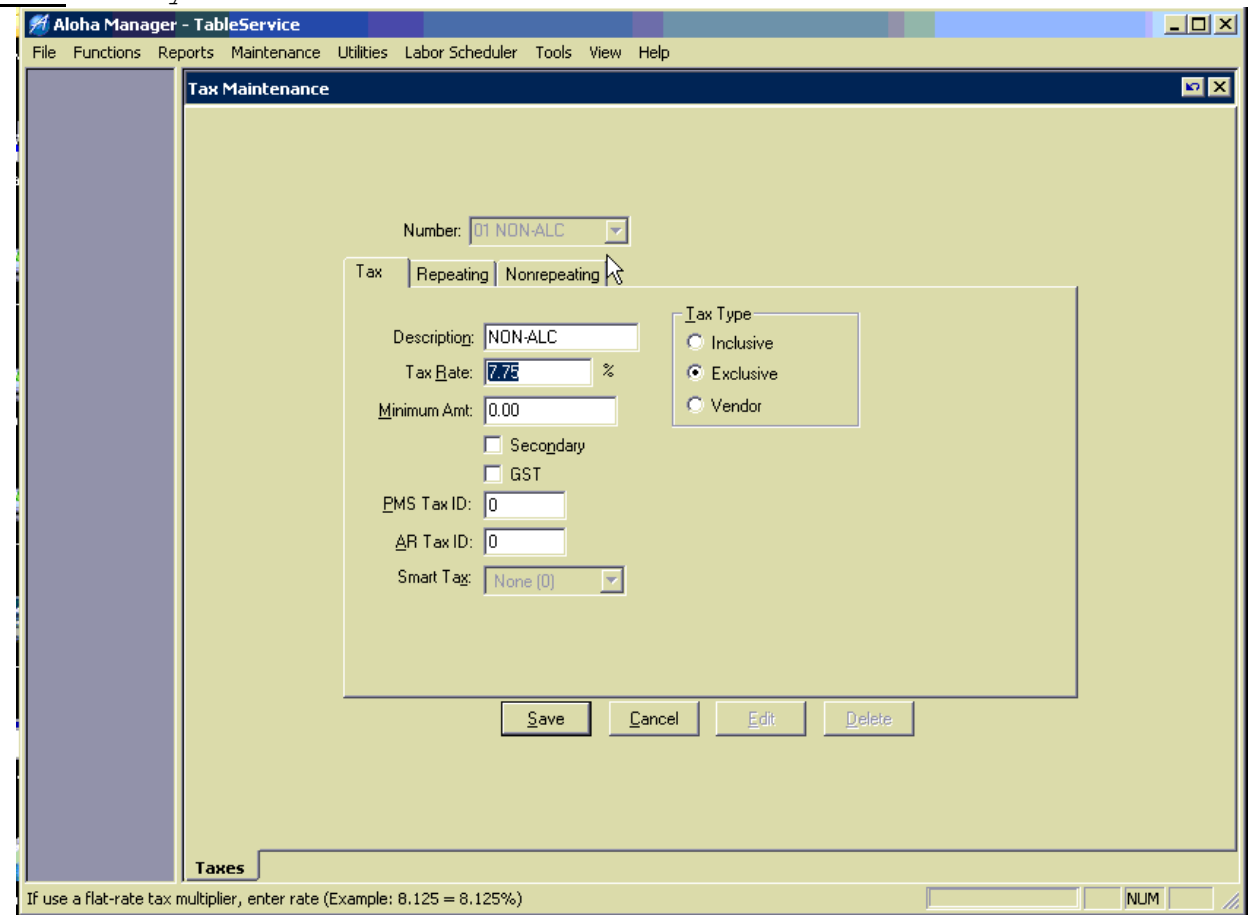 Aloha Manager - TableService
File Functions Reports Maintenance Utilities Labor Scheduler Tools View Help
Tax Maintenance
Number: 01 NON-ALC
Tax Repeating Nonrepeating
Tax Type
Description: NON-ALC
Inclusive
Tax Rate: 7.75 %
Exclusive
Minimum Amt: 0.00
Vendor
Secondary
GST
PMS Tax ID: 0
AR Tax ID: 0
Smart Tax: None (0)
Save Cancel Edit Delete
Taxes
If use a flat-rate tax multiplier, enter rate (Example: 8.125 = 8.125%)
NUM